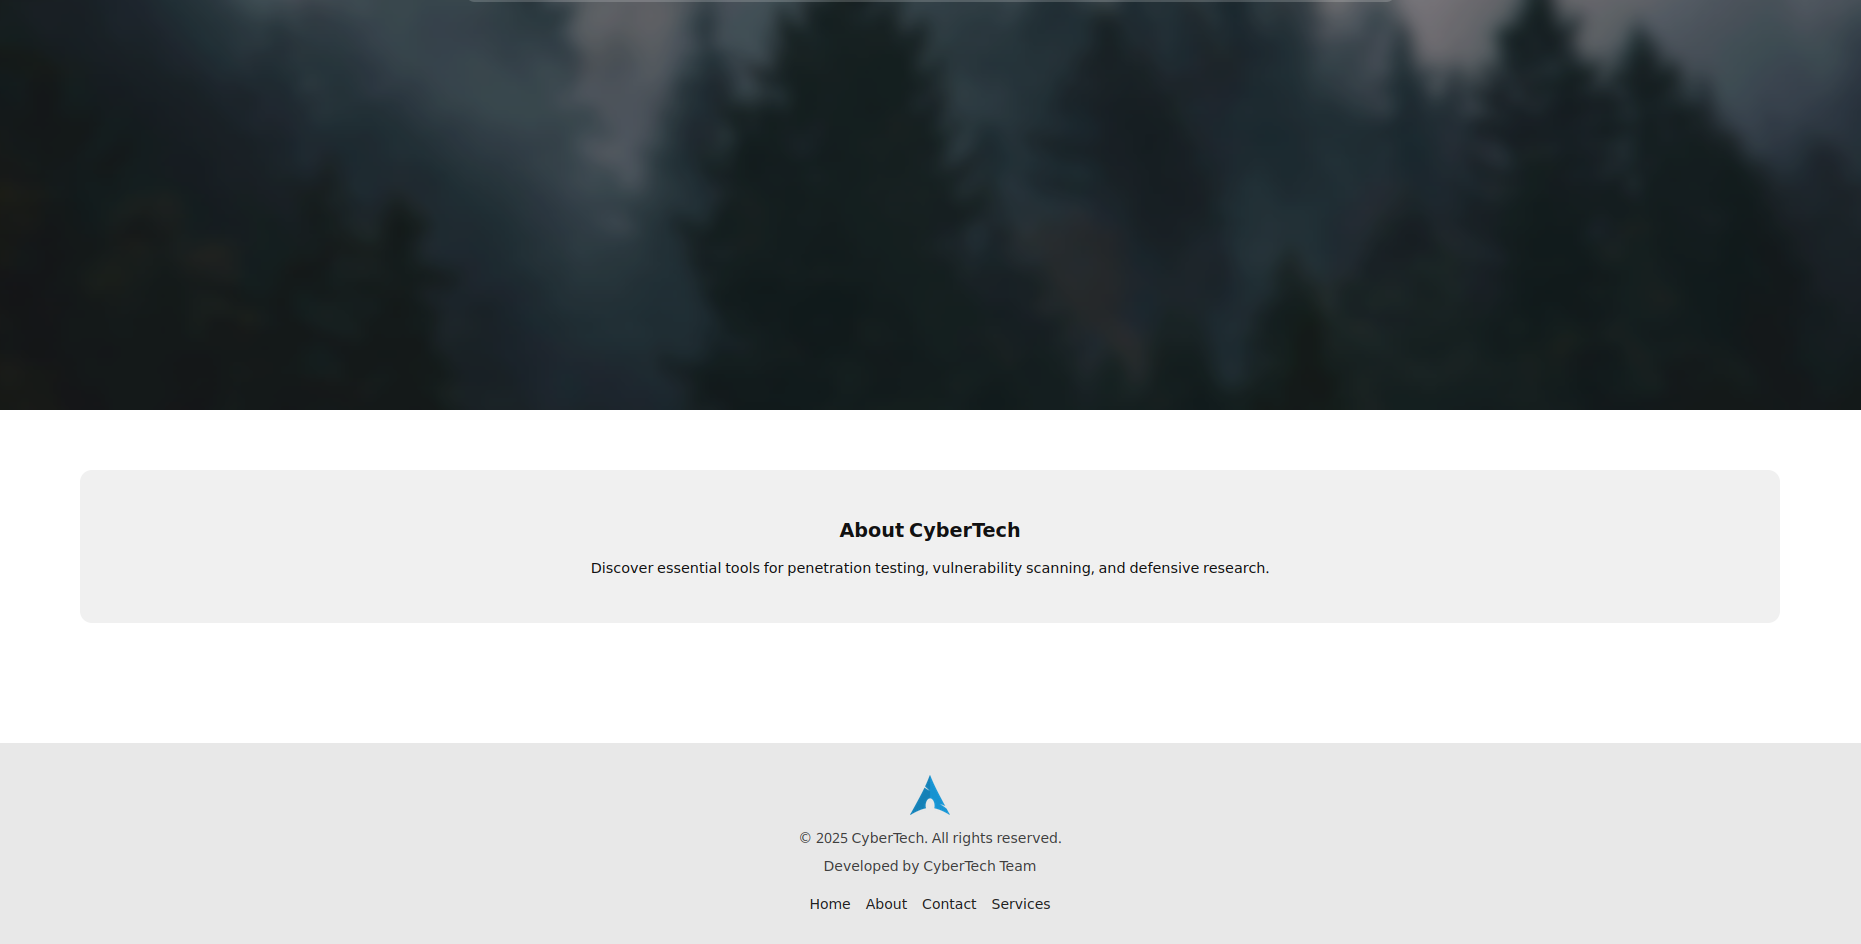 About CyberTech
Discover essential tools for penetration testing, vulnerability scanning, and defensive research.
© 2025 CyberTech. All rights reserved.
Developed by CyberTech Team
Home About Contact Services